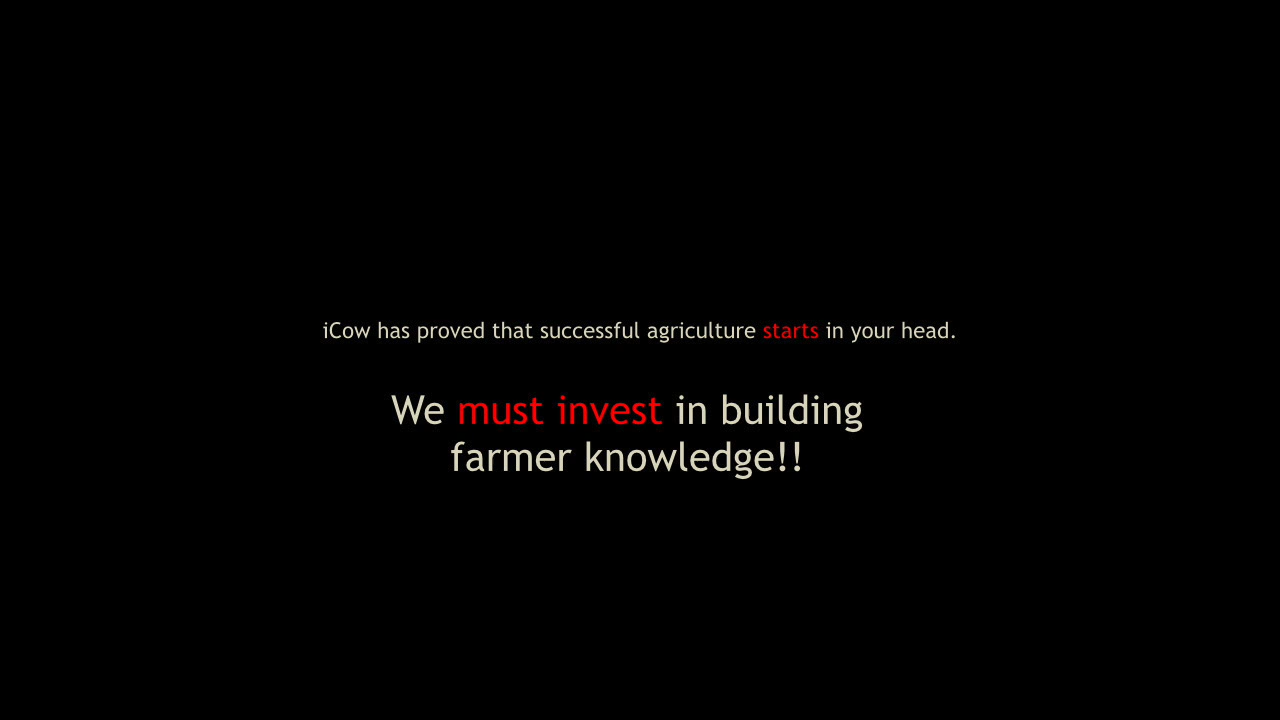 iCow has proved that successful agriculture starts in your head.
We must invest in building
farmer knowledge!!